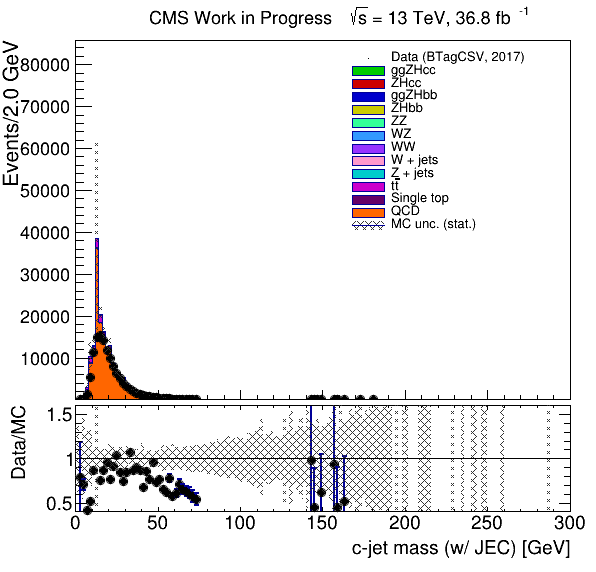 CMS Work in Progress √s = 13 TeV, 36.8 fb -1
Events/2.0 GeV
80000
70000
60000
50000
40000
30000
20000
10000
Data (BTagCSV, 2017)
ggZHcc
ZHcc
ggZHbb
ZHbb
ZZ
WZ
WW
W + jets
Z + jets
tt̅
Single top
QCD
MC unc. (stat.)
Data/MC
1.5
1
0.5
0 50 100 150 200 250 300
c-jet mass (w/ JEC) [GeV]